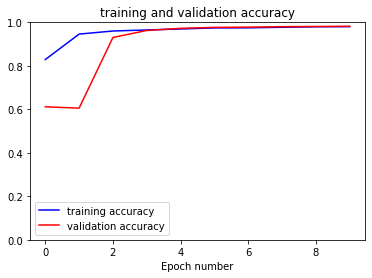 training and validation accuracy
1.0
0.8
0.6
0.4
0.2
0.0
training accuracy
validation accuracy
0 2 4 6 8
Epoch number